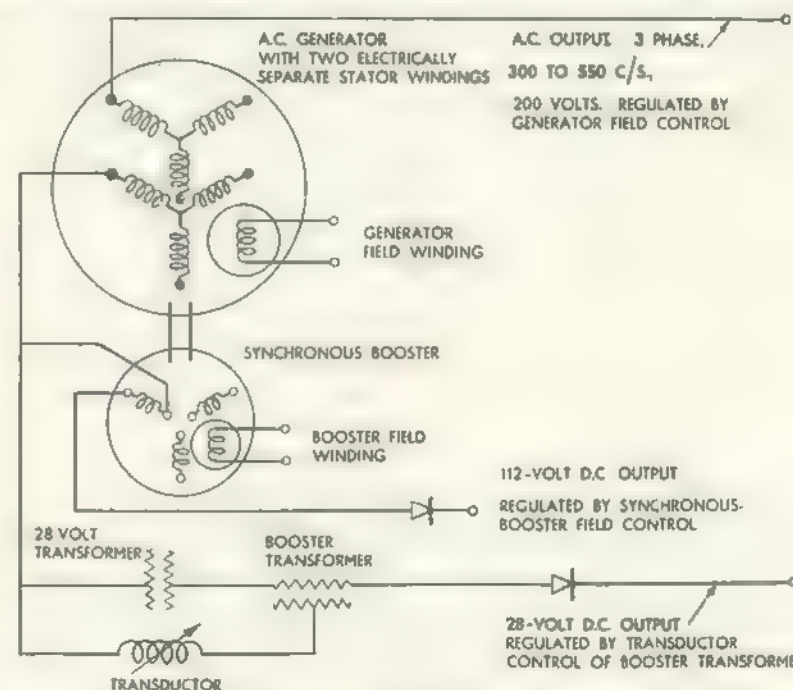 A.C. GENERATOR
WITH TWO ELECTRICALLY
SEPARATE STATOR WINDINGS
A.C. OUTPUT. 3 PHASE,
300 TO 550 C/S,
200 VOLTS. REGULATED BY
GENERATOR FIELD CONTROL
GENERATOR
FIELD WINDING
SYNCHRONOUS BOOSTER
BOOSTER FIELD
WINDING
112-VOLT D.C. OUTPUT
REGULATED BY SYNCHRONOUS-
BOOSTER FIELD CONTROL
28 VOLT
TRANSFORMER
BOOSTER
TRANSFORMER
28-VOLT D.C. OUTPUT
REGULATED BY TRANSDUCTOR
CONTROL OF BOOSTER TRANSFORME
TRANSDUCTOR